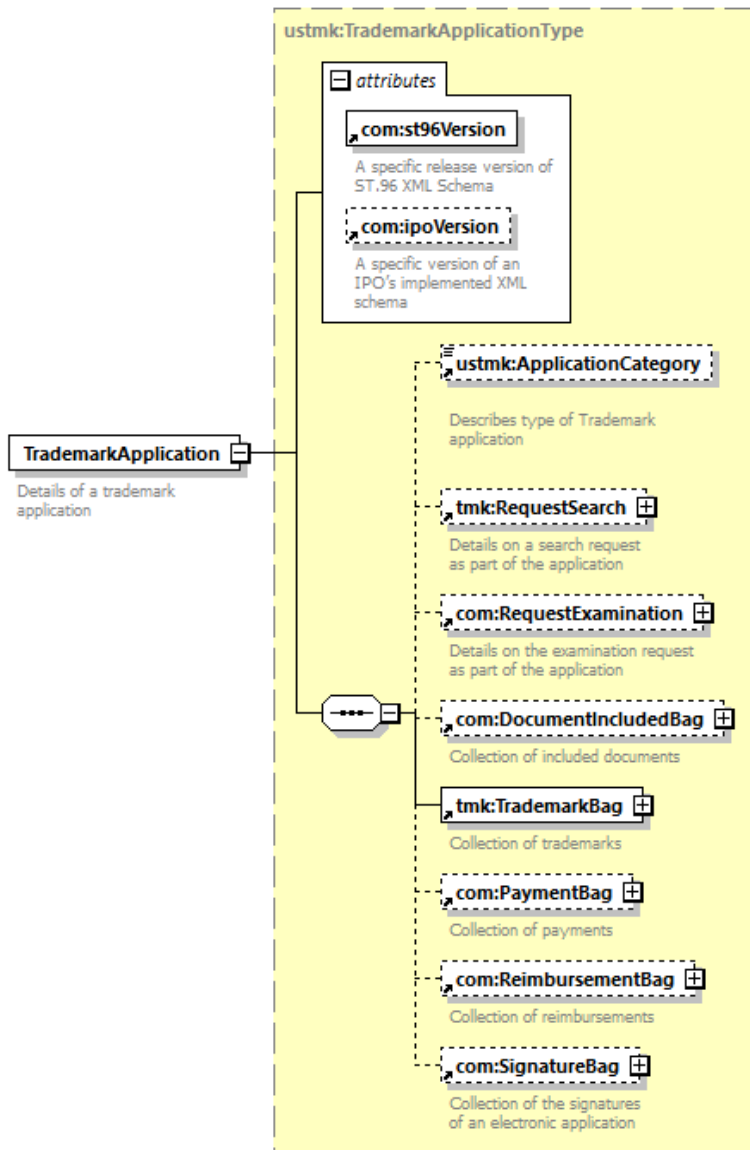 ustmk:TrademarkApplicationType
attributes
com:st96Version
A specific release version of
ST.96 XML Schema
com:ipoVersion
A specific version of an
IPO's implemented XML
schema
ustmk:ApplicationCategory
Describes type of Trademark
application
TrademarkApplication
Details of a trademark
application
tmk:RequestSearch
Details on a search request
as part of the application
com:RequestExamination
Details on the examination request
as part of the application
com:DocumentIncludedBag
Collection of included documents
tmk:TrademarkBag
Collection of trademarks
com:PaymentBag
Collection of payments
com:ReimbursementBag
Collection of reimbursements
com:SignatureBag
Collection of the signatures
of an electronic application